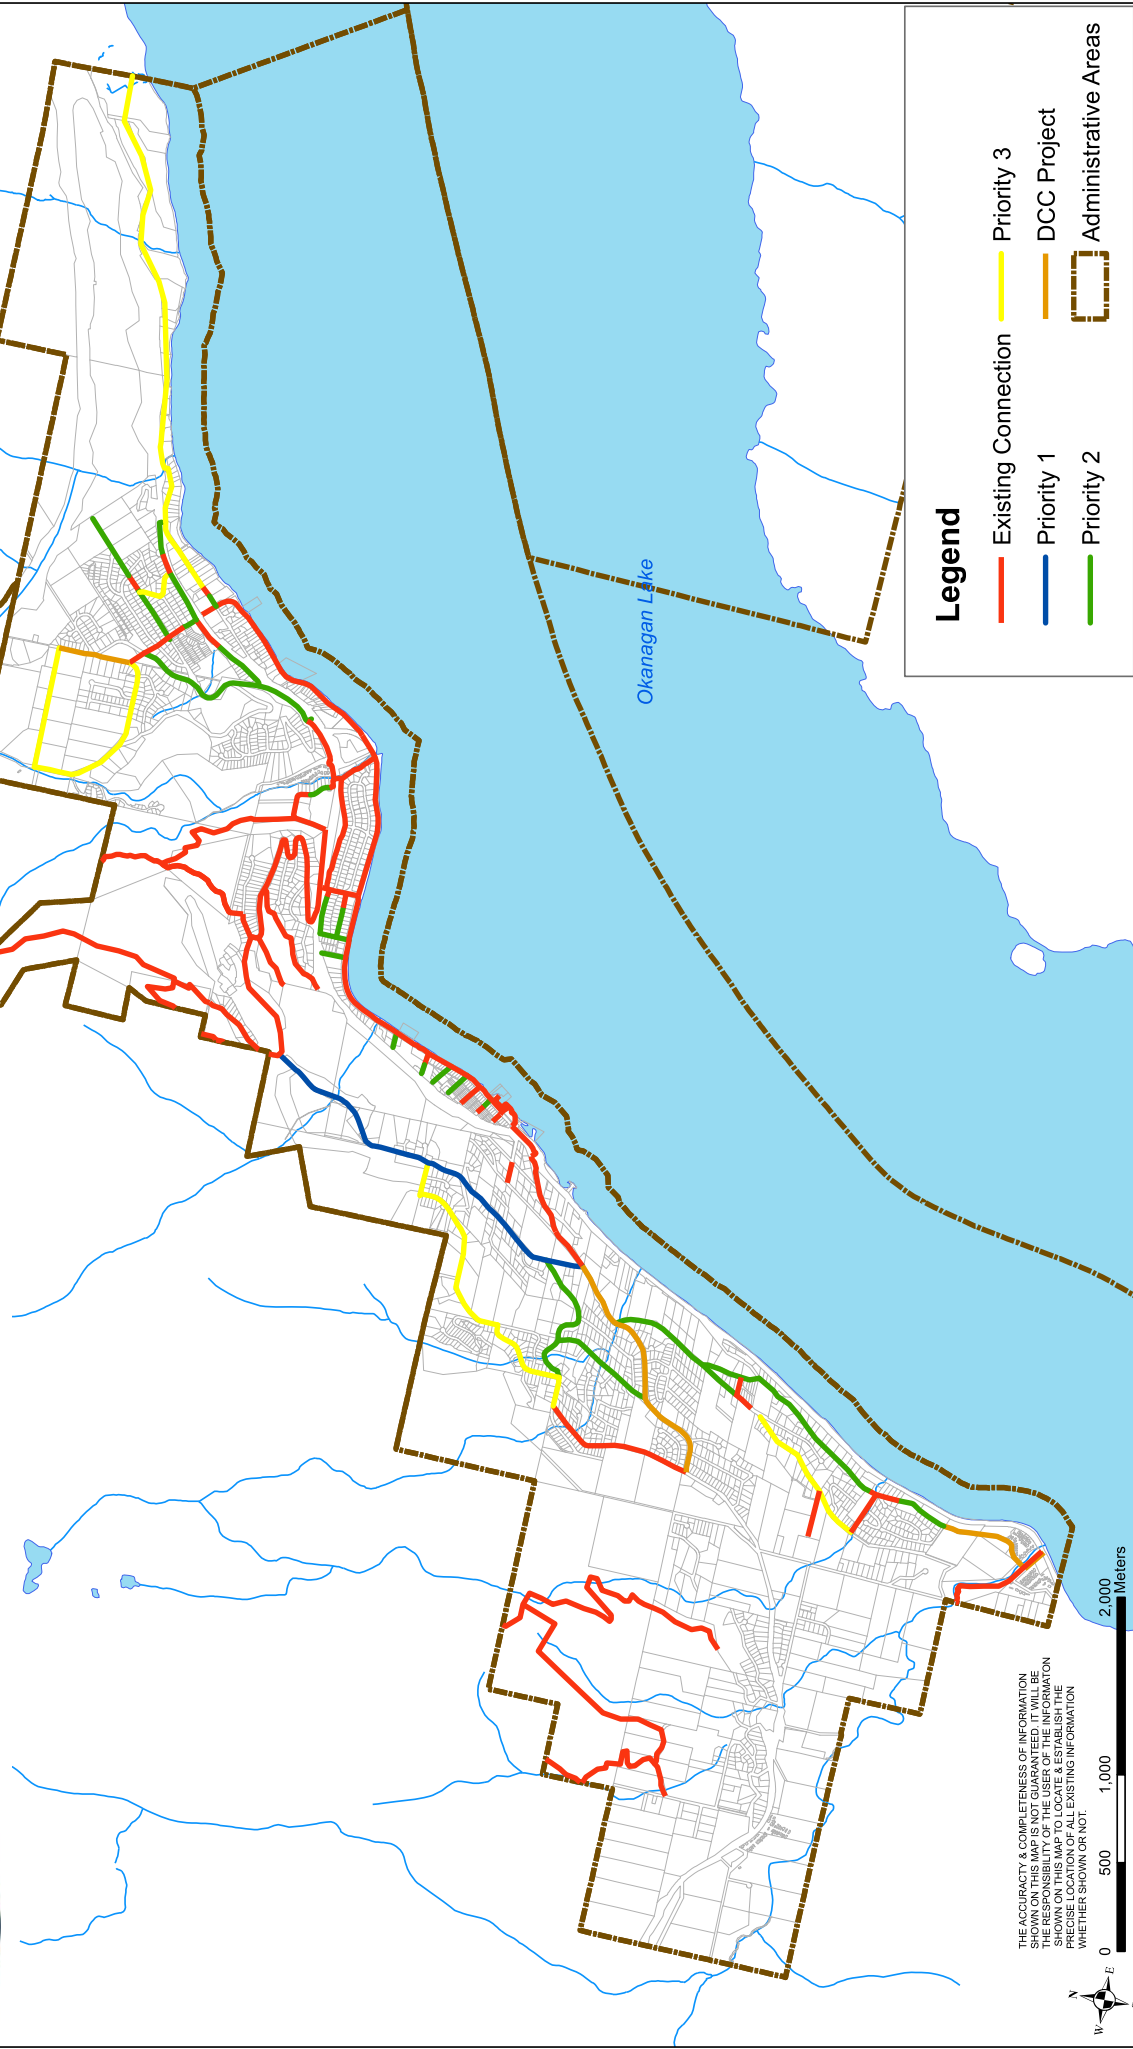 Okanagan Lake
Legend
Existing Connection
Priority 1
Priority 2
Priority 3
DCC Project
Administrative Areas
THE ACCURACTY & COMPLETENESS OF INFORMATION
SHOWN ON THIS MAP IS NOT GUARANTEED. IT WILL BE
THE RESPONSIBILITY OF THE USER OF THE INFORMATON
SHOWN ON THIS MAP TO LOCATE & ESTABLISH THE
PRECISE LOCATION OF ALL EXISTING INFORMATION
WHETHER SHOWN OR NOT.
0 500 1,000 2,000
Meters
N
W E